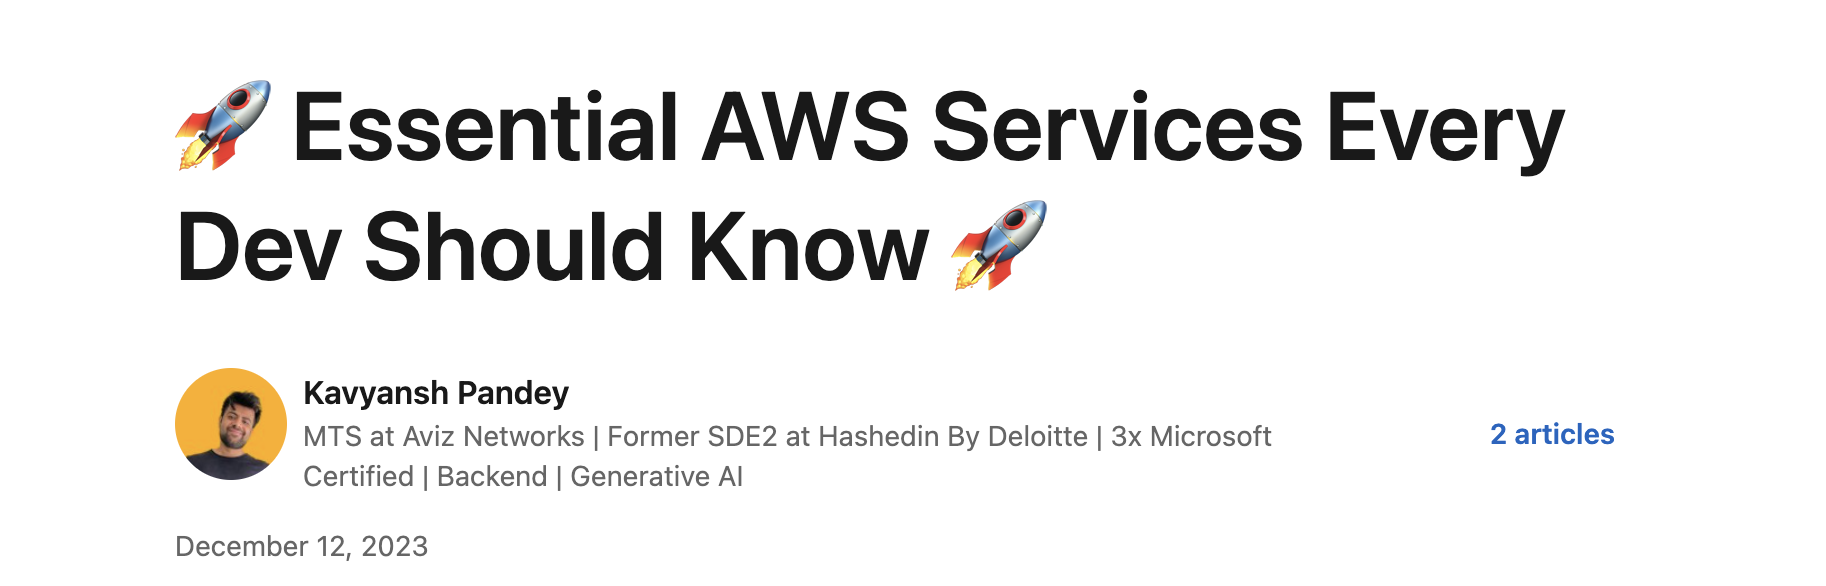 🚀 Essential AWS Services Every
Dev Should Know 🚀
Kavyansh Pandey
MTS at Aviz Networks | Former SDE2 at Hashedin By Deloitte | 3x Microsoft
Certified | Backend | Generative AI
2 articles
December 12, 2023